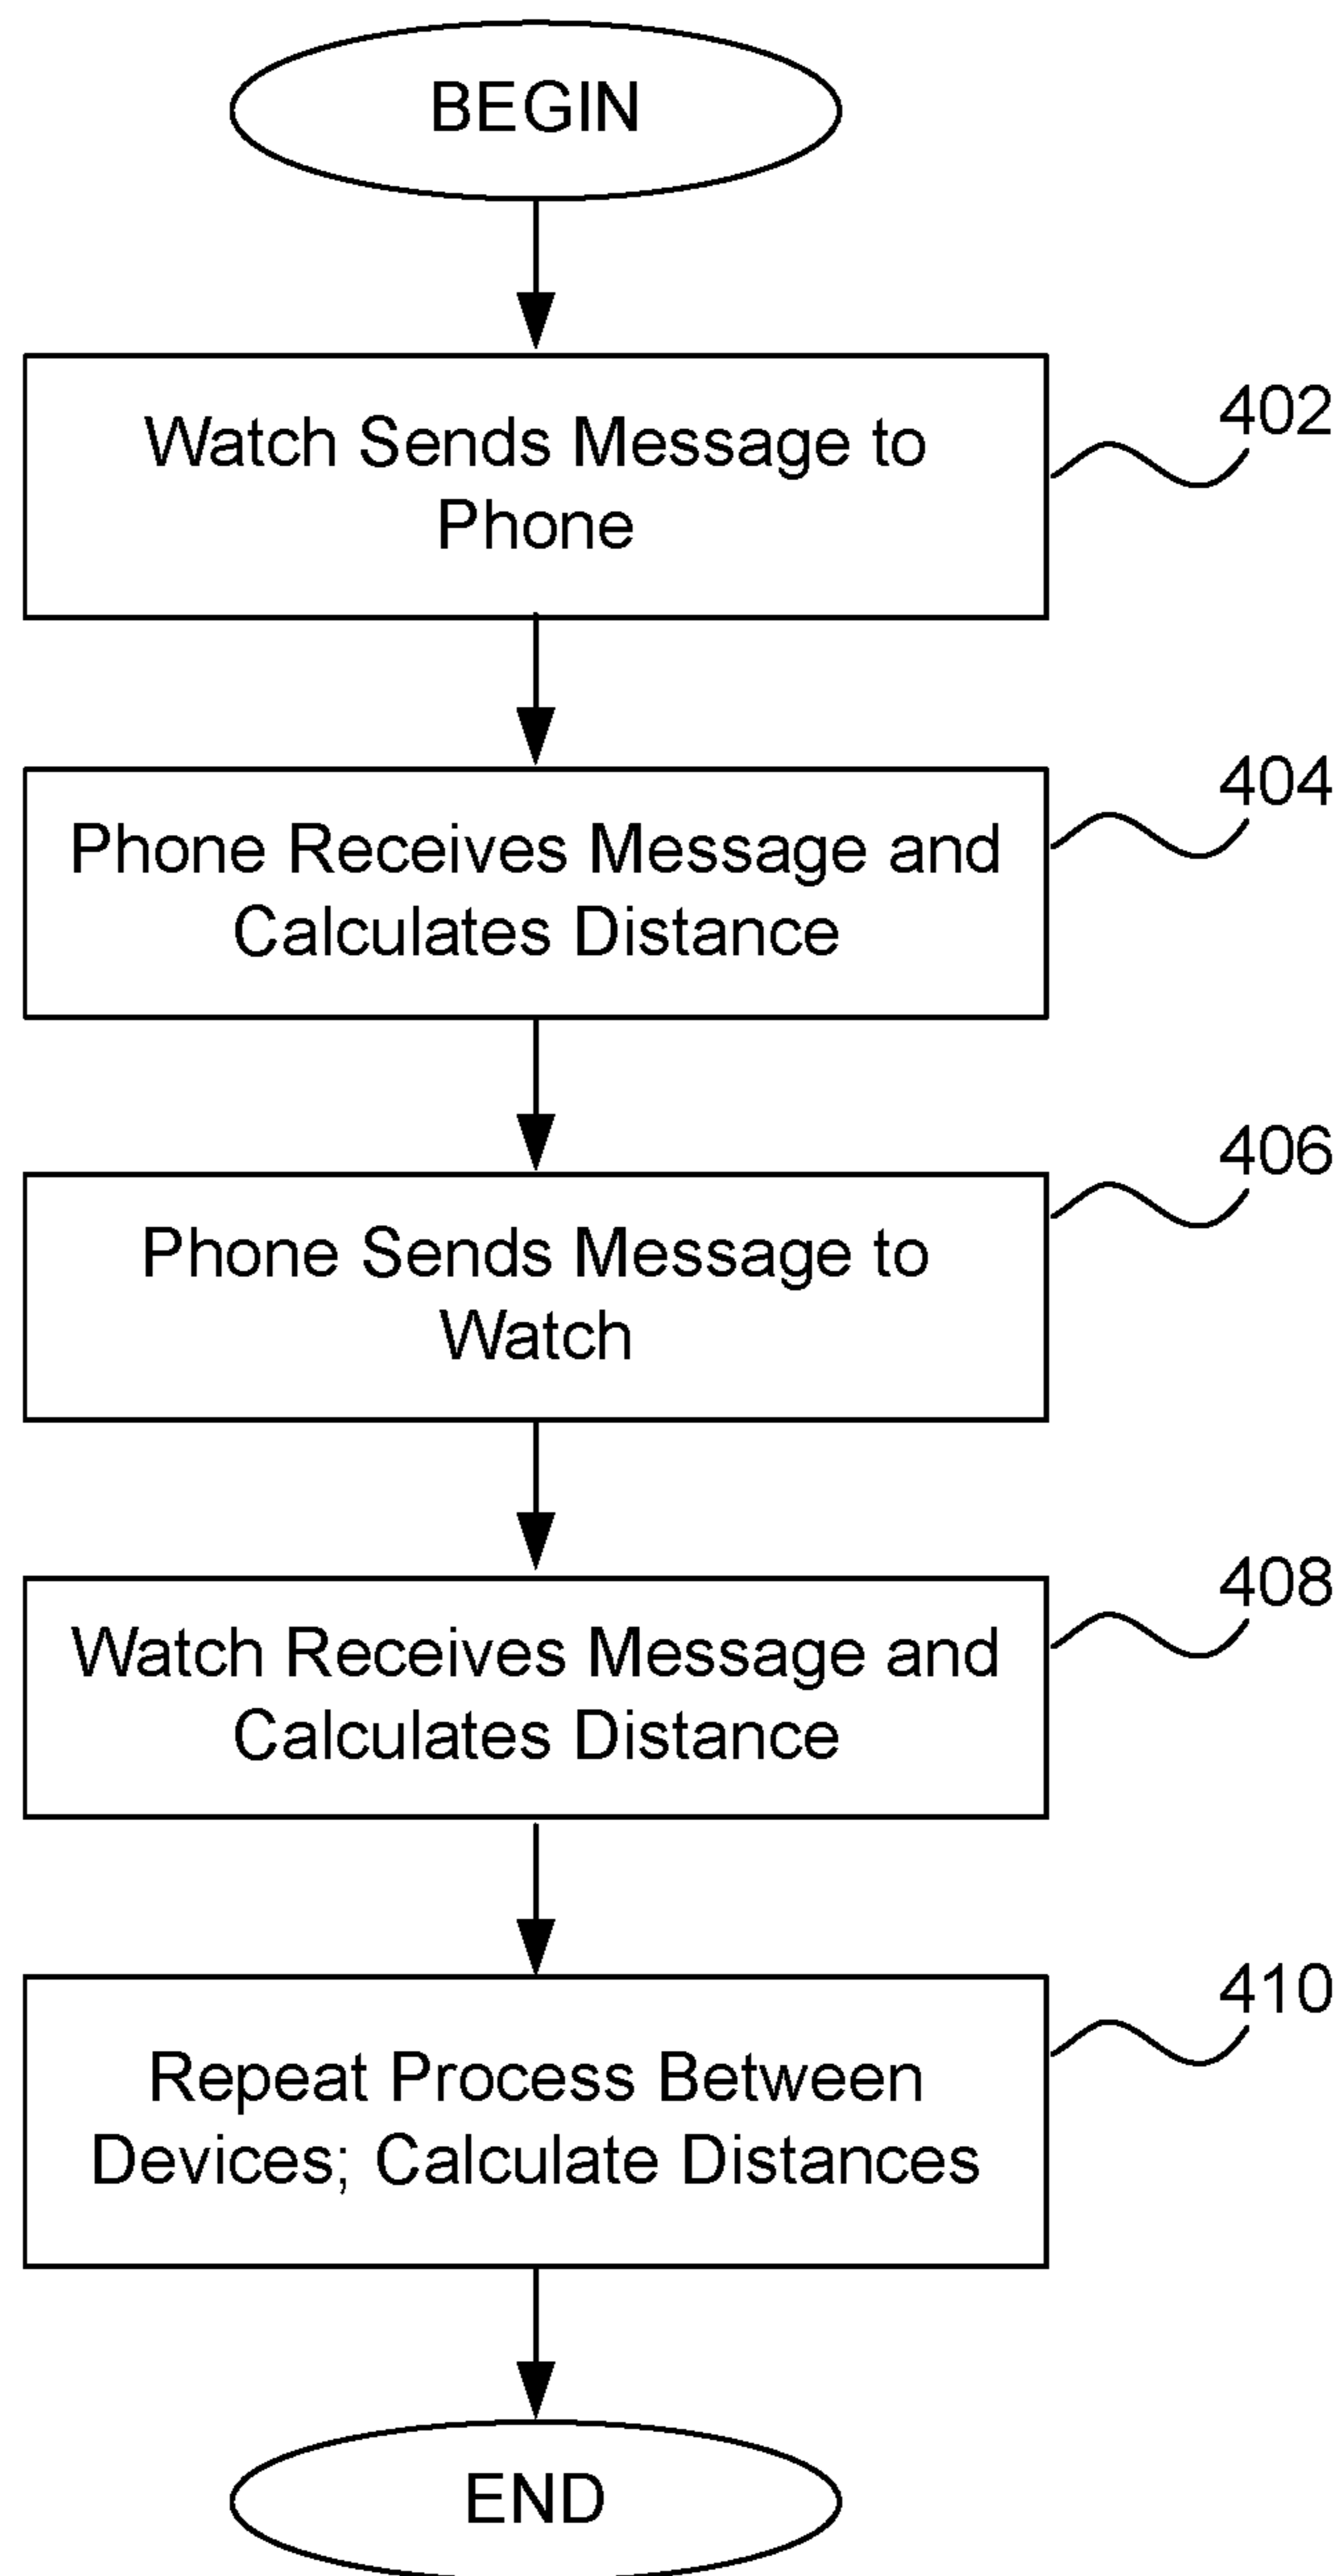 BEGIN
Watch Sends Message to
Phone
402
Phone Receives Message and
Calculates Distance
404
Phone Sends Message to
Watch
406
Watch Receives Message and
Calculates Distance
408
Repeat Process Between
Devices; Calculate Distances
410
END